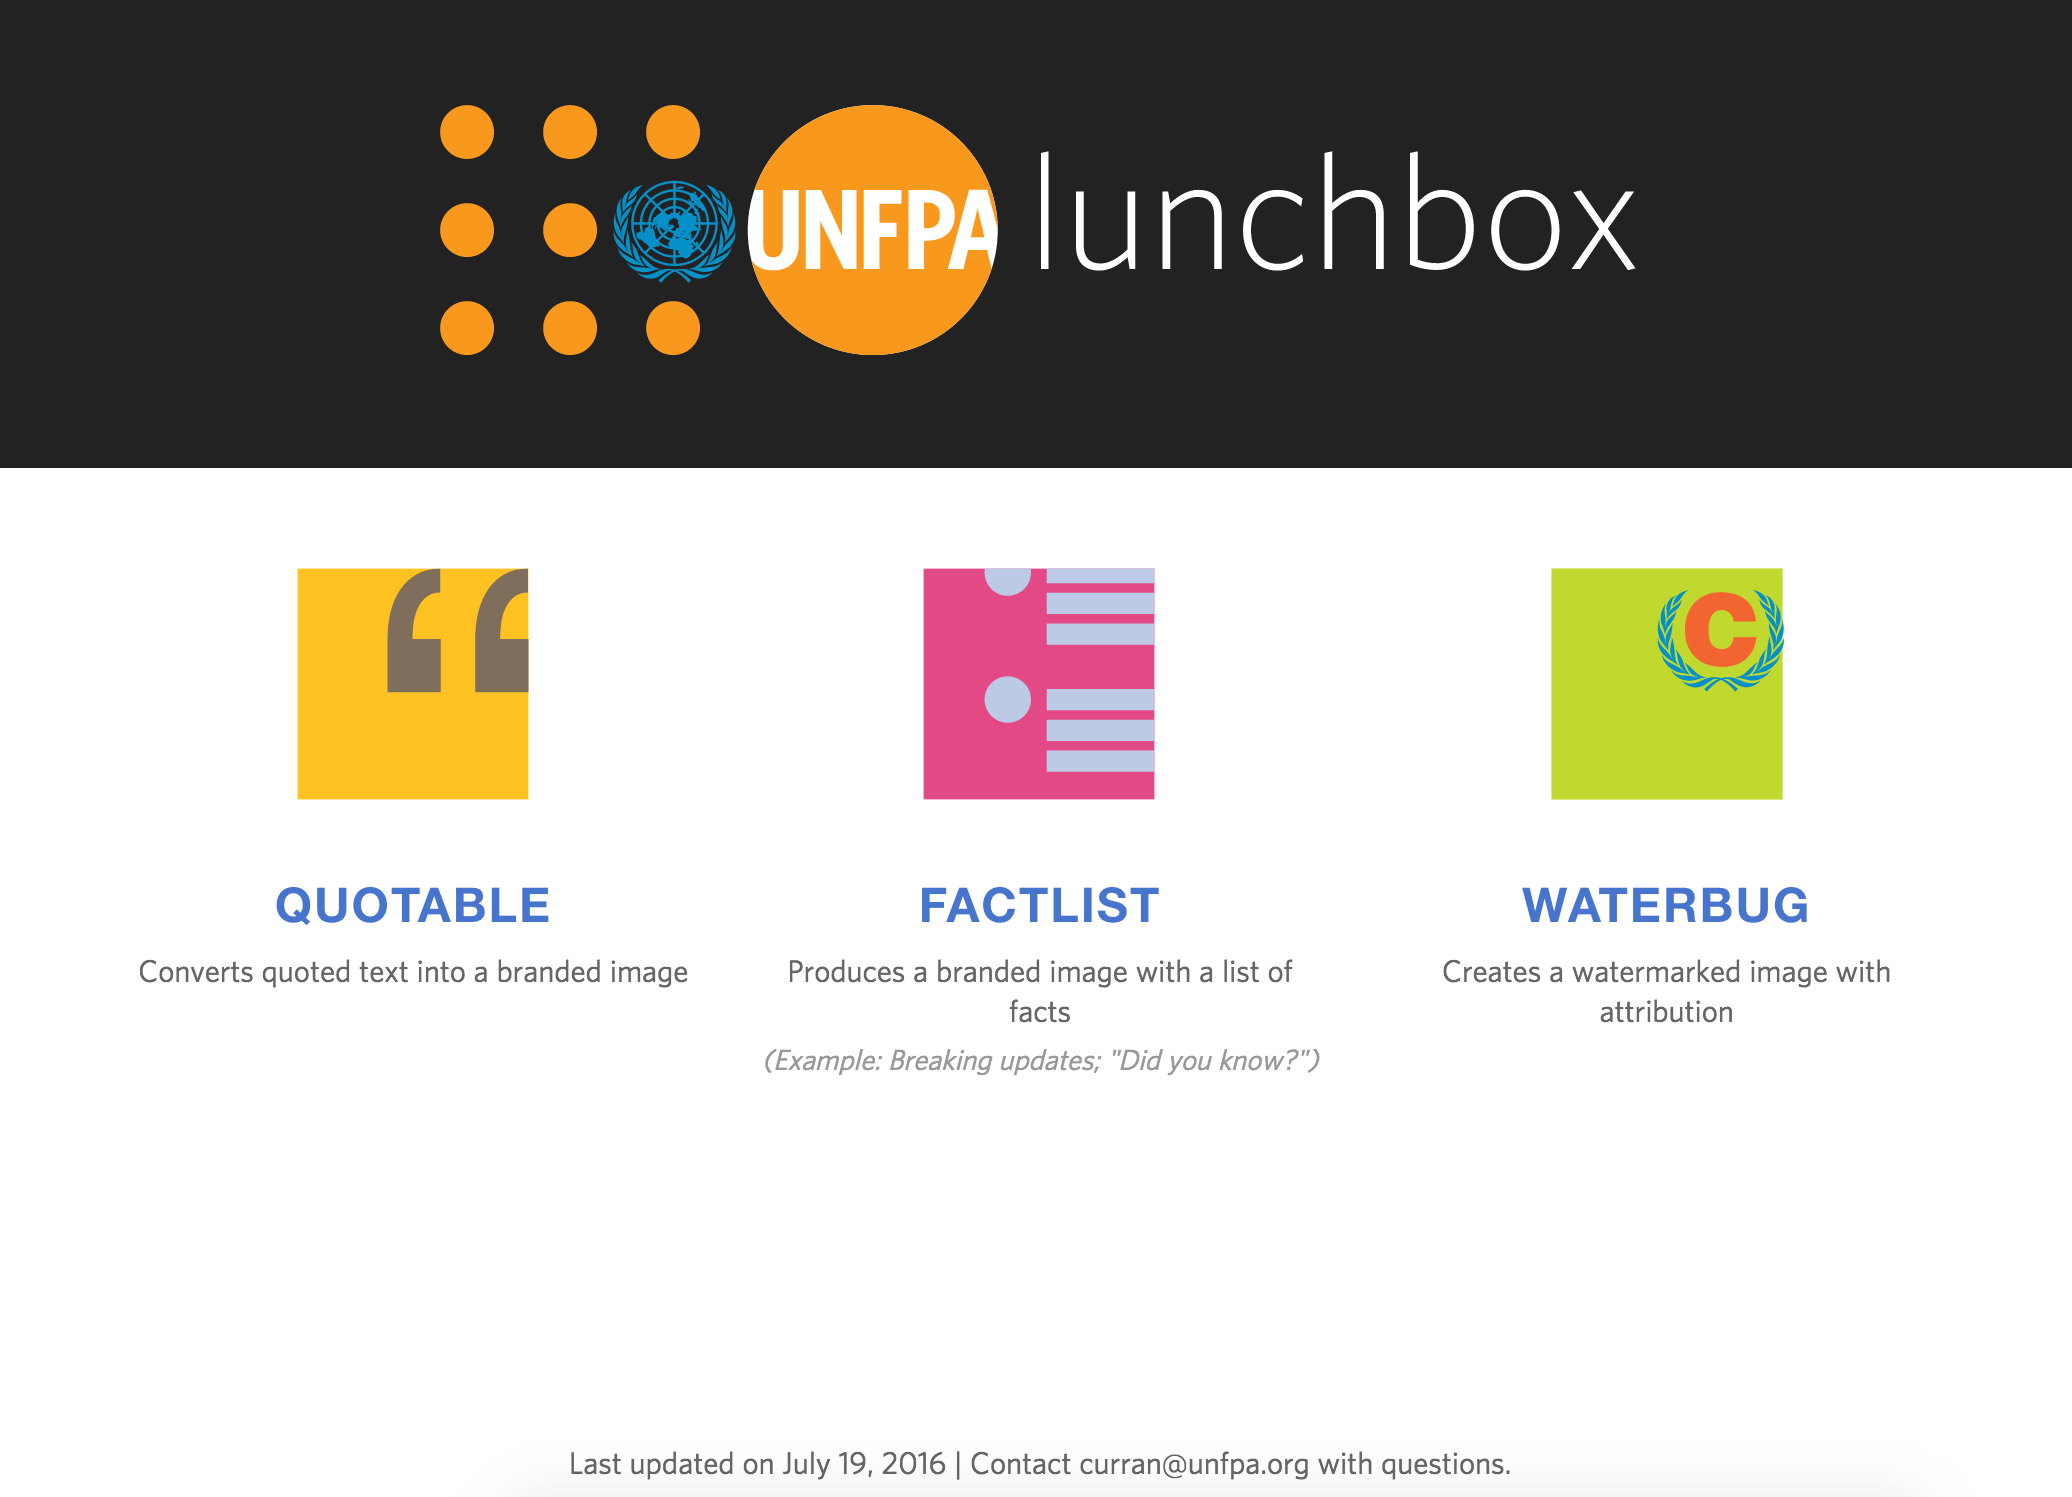 UNFPA lunchbox
“
C
QUOTABLE
Converts quoted text into a branded image
FACTLIST
Produces a branded image with a list of
facts
(Example: Breaking updates; "Did you know?")
WATERBUG
Creates a watermarked image with
attribution
Last updated on July 19, 2016 | Contact curran@unfpa.org with questions.